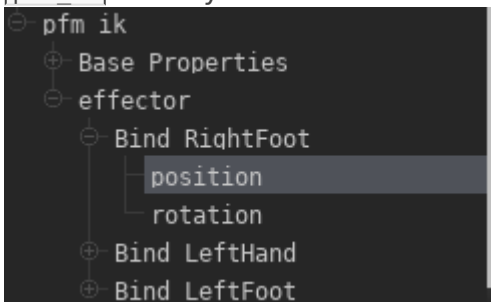 pfm ik
Base Properties
effector
Bind RightFoot
position
rotation
Bind LeftHand
Bind LeftFoot